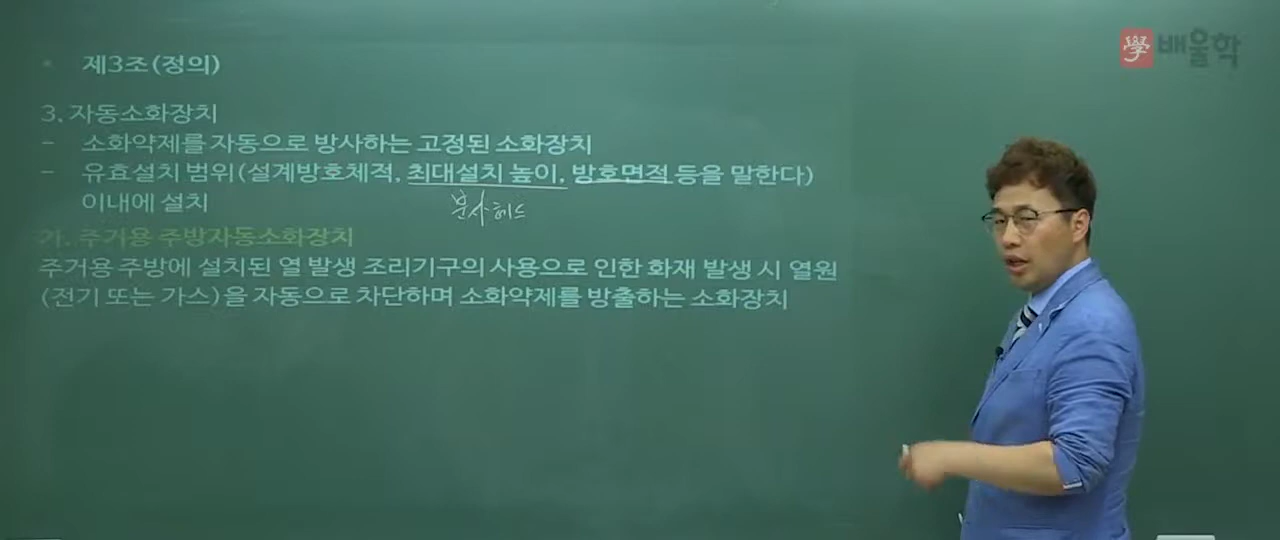 學 배울학
• 제3조(정의)
3. 자동소화장치
- 소화약제를 자동으로 방사하는 고정된 소화장치
- 유효설치 범위(설계방호체적, 최대설치 높이, 방호면적 등을 말한다)
이내에 설치
분사헤드
가. 주거용 주방자동소화장치
주거용 주방에 설치된 열 발생 조리기구의 사용으로 인한 화재 발생 시 열원
(전기 또는 가스)을 자동으로 차단하며 소화약제를 방출하는 소화장치